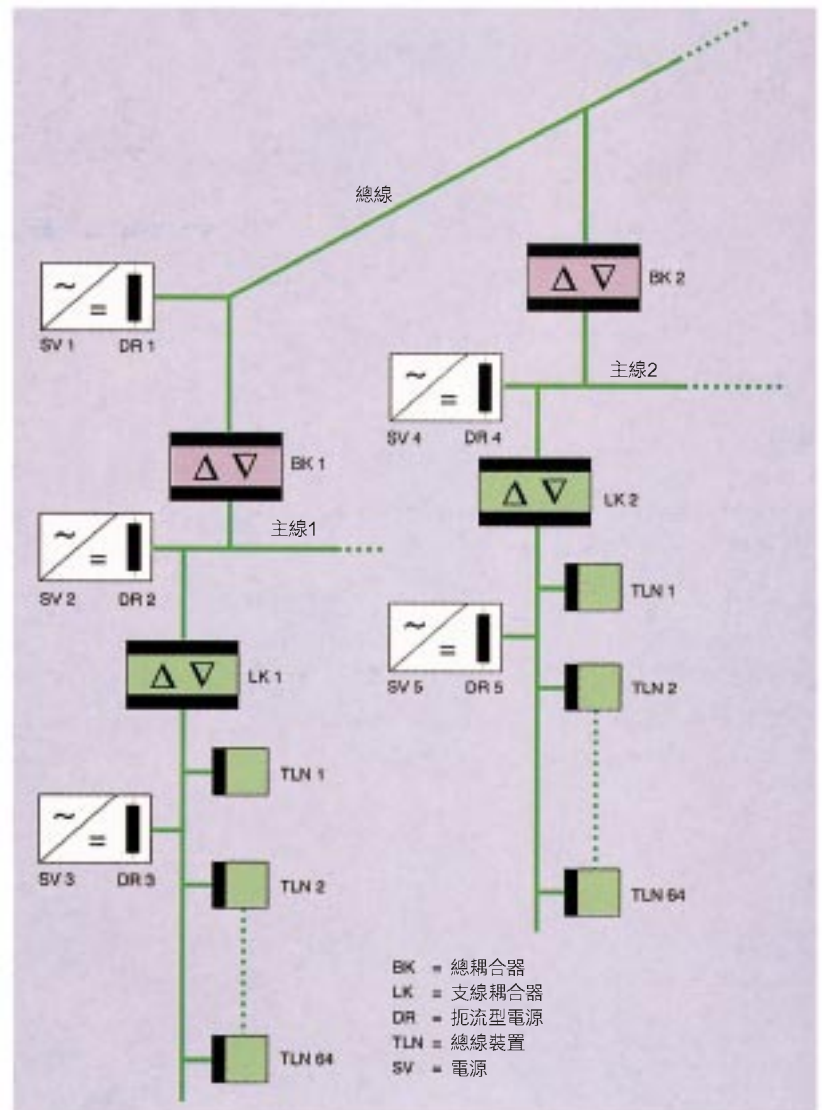 總線
BK 2
SV 1 DR 1
主線2
SV 4 DR 4
BK 1
LK 2
主線1
TLN 1
SV 2 DR 2
SV 5 DR 5
LK 1
TLN 2
TLN 1
SV 3 DR 3
TLN 2
TLN 64
BK = 總耦合器
LK = 支線耦合器
DR = 扼流型電源
TLN = 總線裝置
SV = 電源
TLN 64